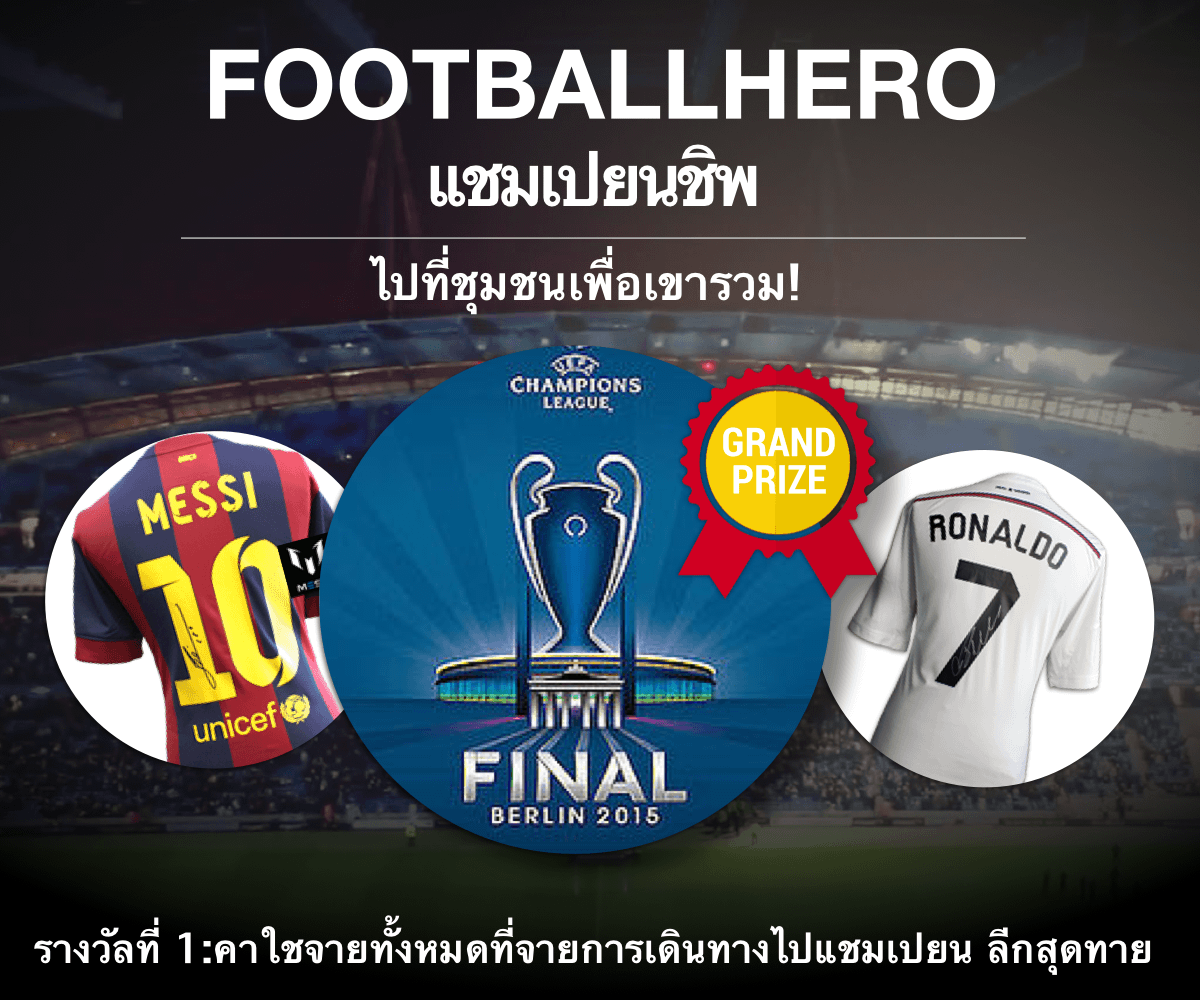 FOOTBALLHERO
แชมเปยนชิพ
ไปที่ชุมชนเพื่อเขารวม!
UEFA
CHAMPIONS
LEAGUE
GRAND
PRIZE
MESSI
10
unicef
RONALDO
7
FINAL
BERLIN 2015
รางวัลที่ 1:คาใชจายทั้งหมดที่จายการเดินทางไปแชมเปยน ลีกสุดทาย